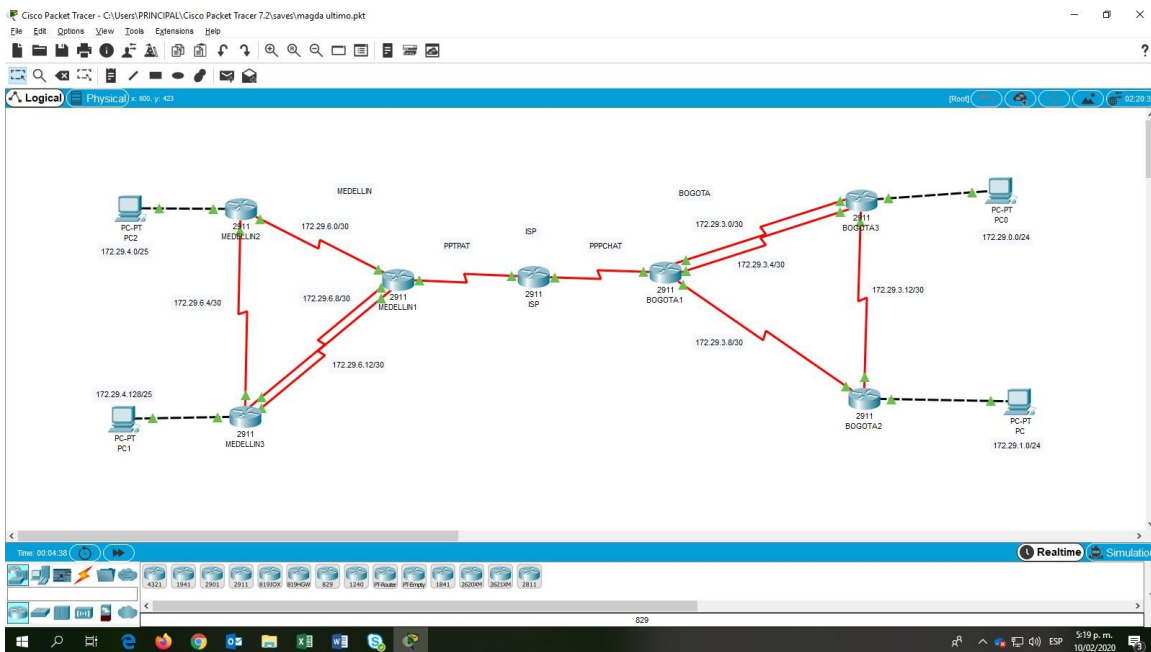 Cisco Packet Tracer - C:\Users\PRINCIPAL\Cisco Packet Tracer 7.2\saves\magda ultimo.pkt
File Edit Options View Tools Extensions Help
?
Logical Physical x: 800, y: 423 [Root] 02:20:3
MEDELLIN
BOGOTA
PC-PT
PC2
172.29.4.0/25
2911
MEDELLIN2
172.29.6.0/30
PPTPAT
ISP
PPPCHAT
172.29.3.0/30
2911
BOGOTA3
PC-PT
PC0
172.29.0.0/24
172.29.3.4/30
172.29.6.4/30
172.29.6.8/30
2911
MEDELLIN1
2911
ISP
2911
BOGOTA1
172.29.3.12/30
172.29.6.12/30
172.29.3.8/30
172.29.4.128/25
PC-PT
PC1
2911
MEDELLIN3
2911
BOGOTA2
PC-PT
PC
172.29.1.0/24
Time: 00:04:38 Realtime Simulation
4321 1941 2901 2911 819IOX 819HGW 829 1240 PT-Router PT-Empty 1841 2620XM 2621XM 2811
829
ESP 5:19 p. m.
10/02/2020
3